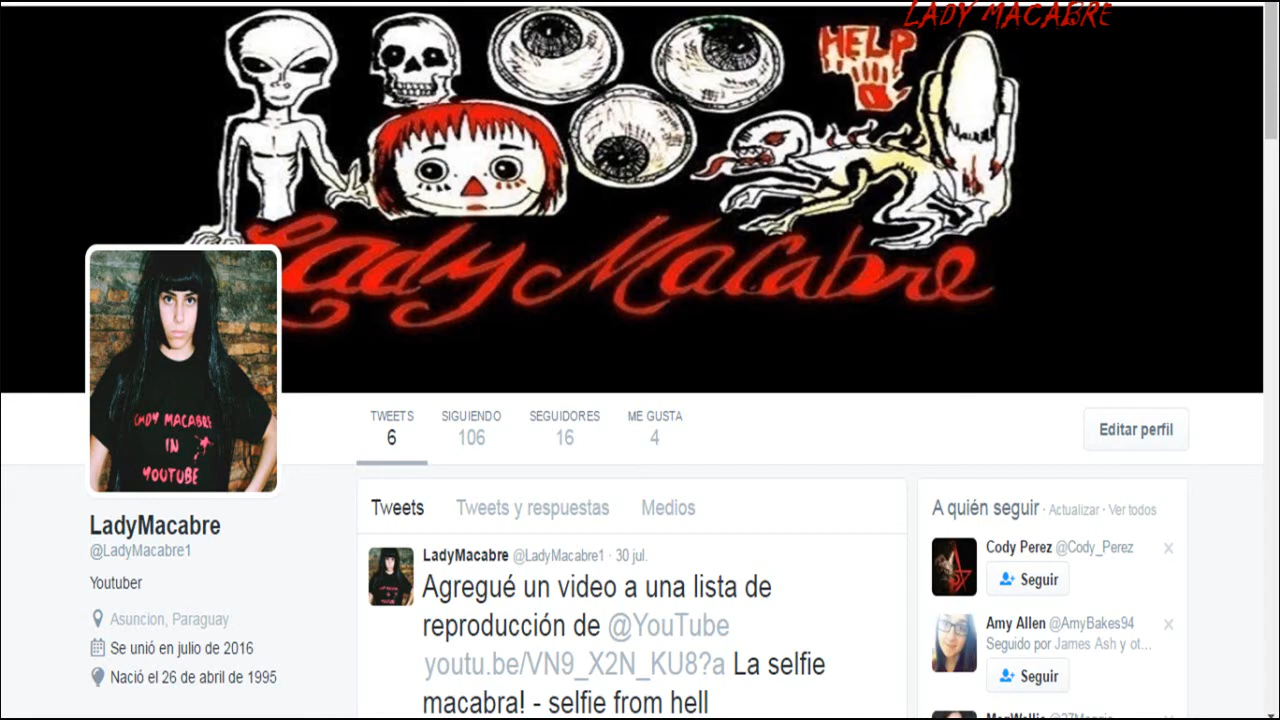 LADY MACABRE
HELP
Lady Macabre
LADY MACABRE
IN
YOUTUBE
TWEETS
6
SIGUIENDO
106
SEGUIDORES
16
ME GUSTA
4
Editar perfil
LadyMacabre
@LadyMacabre1
Youtuber
Asuncion, Paraguay
Se unió en julio de 2016
Nació el 26 de abril de 1995
Tweets Tweets y respuestas Medios
LadyMacabre @LadyMacabre1 · 30 jul.
Agregué un video a una lista de
reproducción de @YouTube
youtu.be/VN9_X2N_KU8?a La selfie
macabra! - selfie from hell
A quién seguir · Actualizar · Ver todos
Cody Perez @Cody_Perez
Seguir
Amy Allen @AmyBakes94
Seguido por James Ash y ot...
Seguir